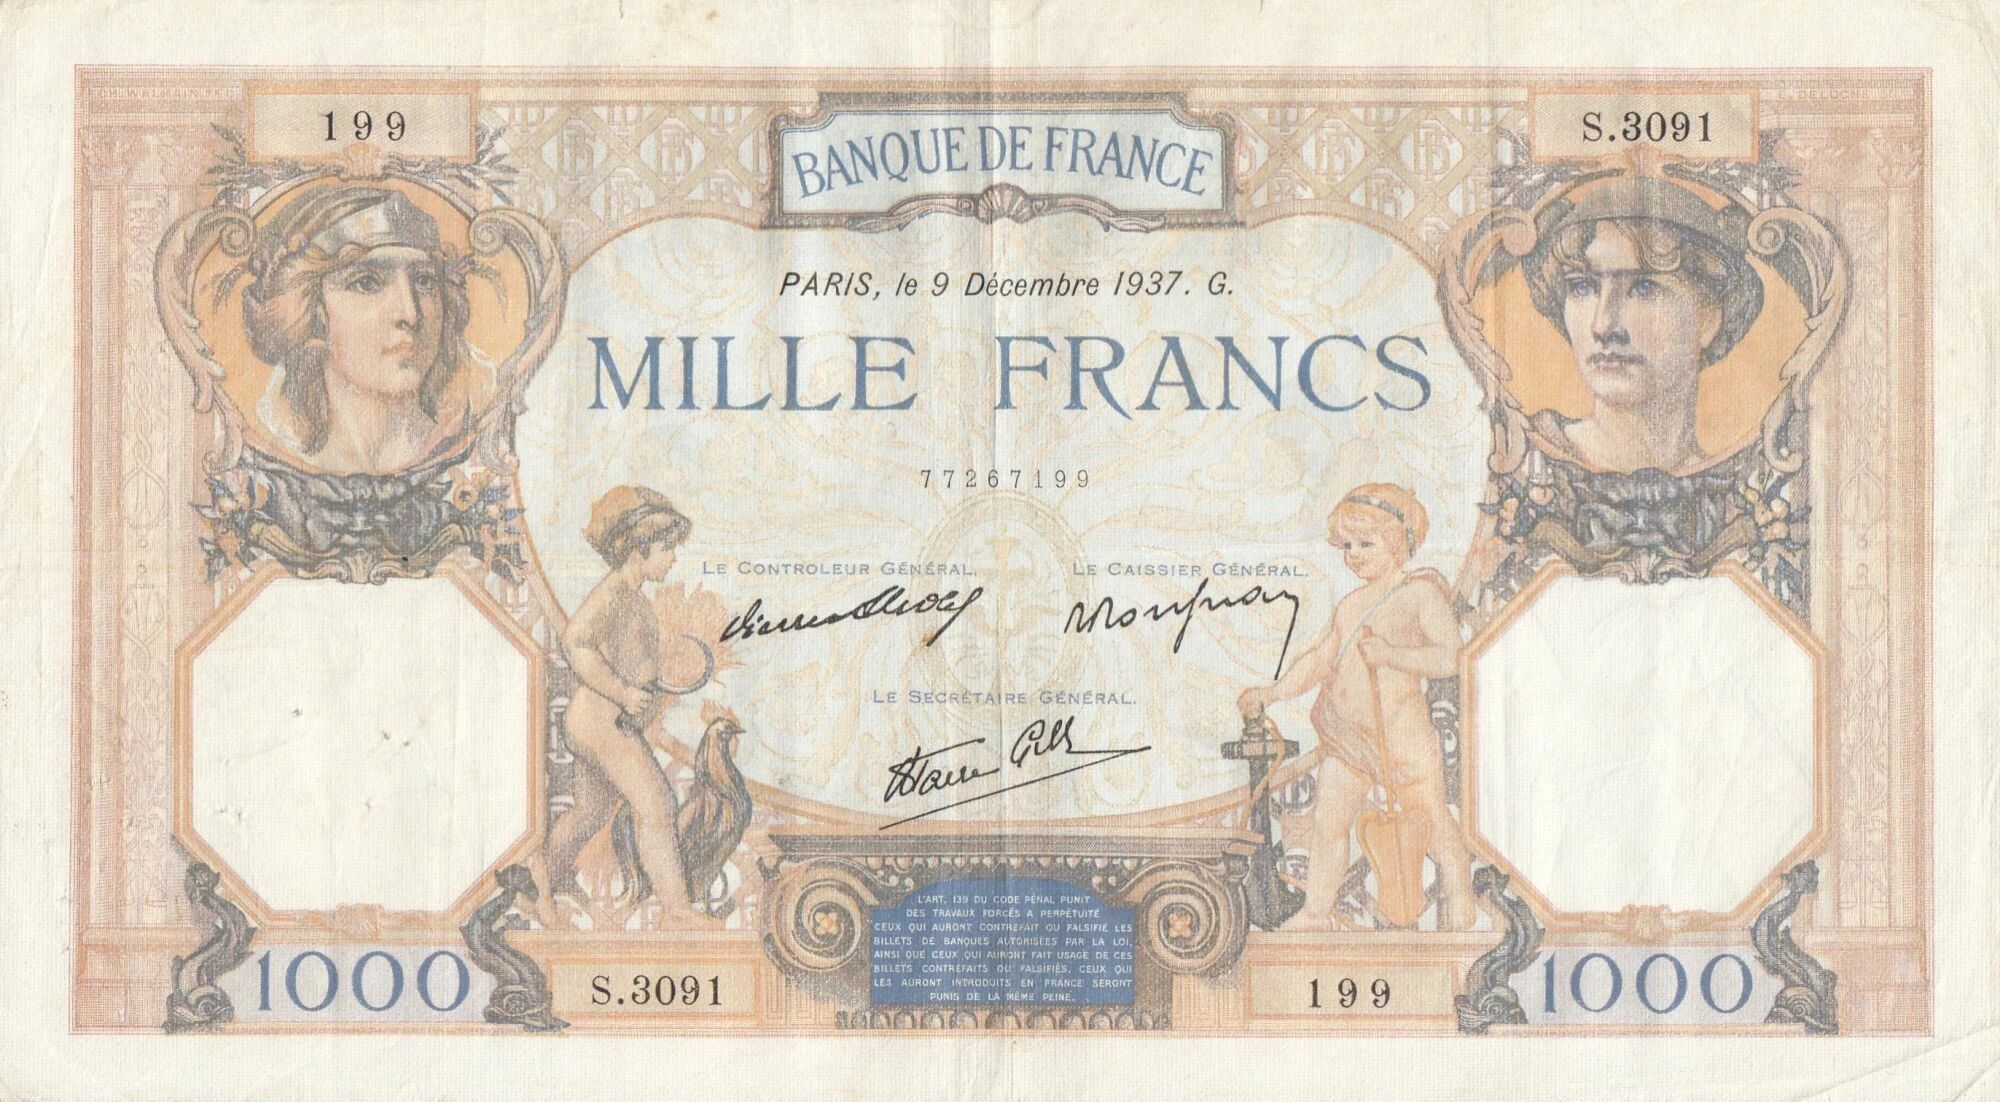 CH. WALHAIN FEC.
L. DELOCHE
199
S.3091
BANQUE DE FRANCE
PARIS, le 9 Décembre 1937. G.
MILLE FRANCS
77267199
LE CONTROLEUR GÉNÉRAL.
LE CAISSIER GÉNÉRAL.
LE SECRÉTAIRE GÉNÉRAL.
L'ART. 139 DU CODE PÉNAL PUNIT
DES TRAVAUX FORCÉS A PERPÉTUITÉ
CEUX QUI AURONT CONTREFAIT OU FALSIFIÉ LES
BILLETS DE BANQUES AUTORISÉES PAR LA LOI,
AINSI QUE CEUX QUI AURONT FAIT USAGE DE CES
BILLETS CONTREFAITS OU FALSIFIÉS. CEUX QUI
LES AURONT INTRODUITS EN FRANCE SERONT
PUNIS DE LA MÊME PEINE.
1000
S.3091
199
1000